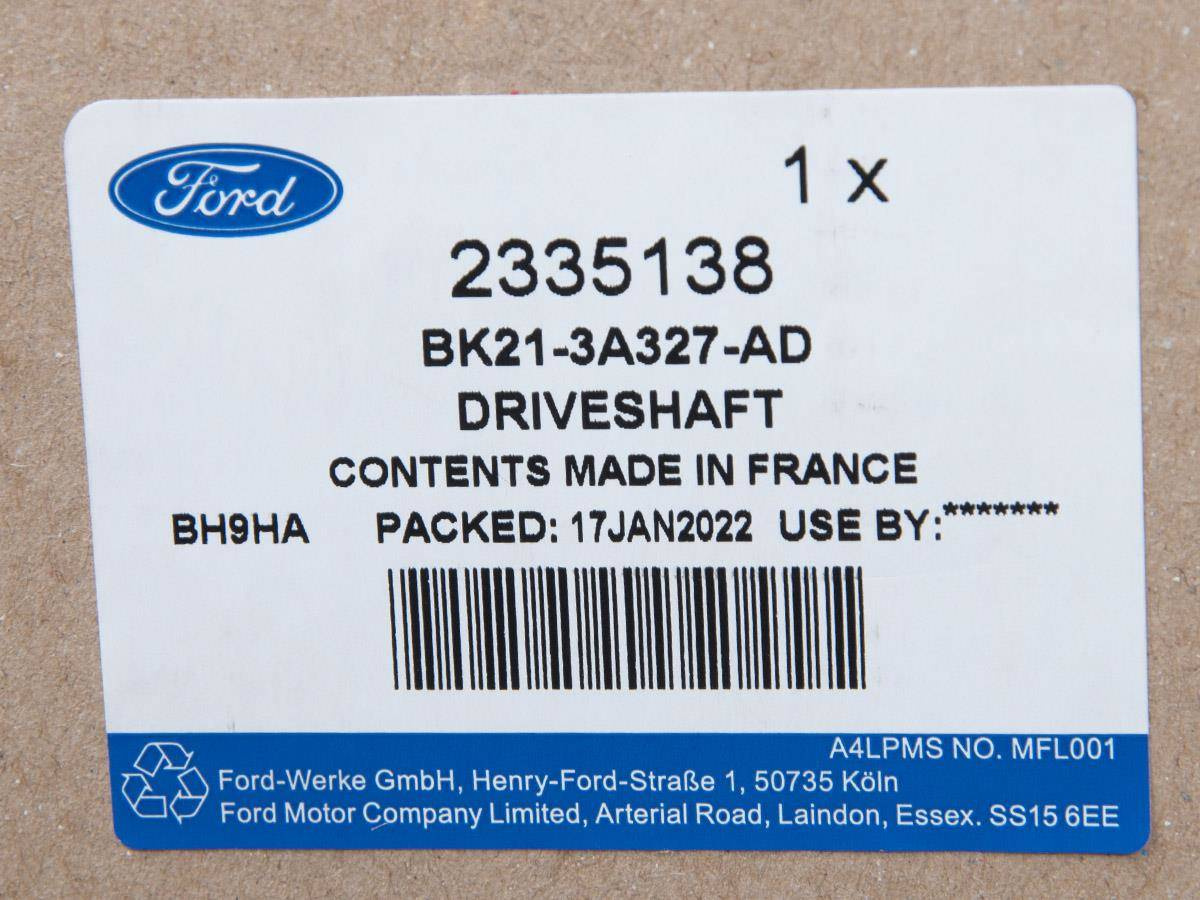 Ford
1 x
2335138
BK21-3A327-AD
DRIVESHAFT
CONTENTS MADE IN FRANCE
BH9HA PACKED: 17JAN2022 USE BY:*******
A4LPMS NO. MFL001
Ford-Werke GmbH, Henry-Ford-Straße 1, 50735 Köln
Ford Motor Company Limited, Arterial Road, Laindon, Essex. SS15 6EE